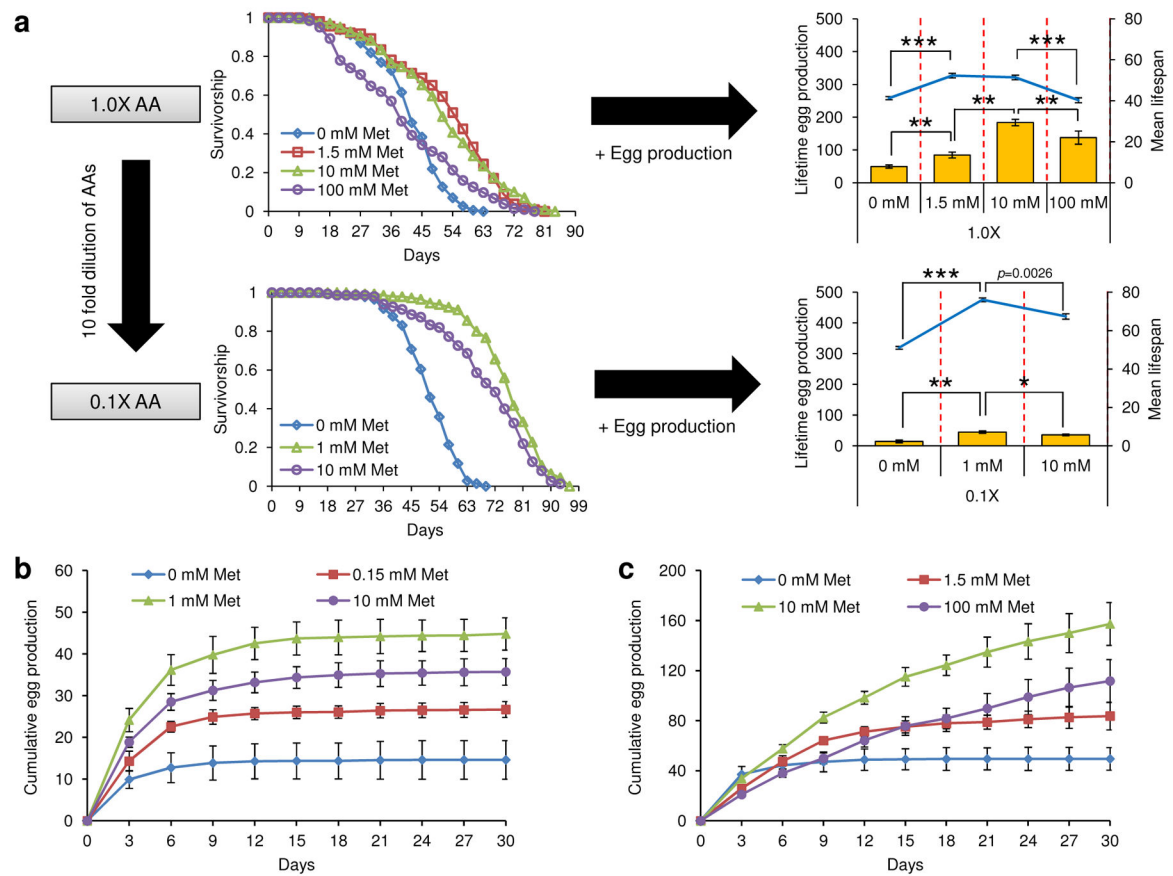 a
1.0X AA
10 fold dilution of AAs
0.1X AA
Survivorship
1
0.8
0.6
0.4
0.2
0
0 mM Met
1.5 mM Met
10 mM Met
100 mM Met
0 9 18 27 36 45 54 63 72 81 90
Days
+ Egg production
Lifetime egg production
500
400
300
200
100
0
*** ***
** ** **
80
60
40
20
0
Mean lifespan
0 mM 1.5 mM 10 mM 100 mM
1.0X
Survivorship
1
0.8
0.6
0.4
0.2
0
0 mM Met
1 mM Met
10 mM Met
0 9 18 27 36 45 54 63 72 81 90 99
Days
+ Egg production
Lifetime egg production
500
400
300
200
100
0
*** p=0.0026
** *
80
60
40
20
0
Mean lifespan
0 mM 1 mM 10 mM
0.1X
b
Cumulative egg production
60
50
40
30
20
10
0
0 mM Met 0.15 mM Met
1 mM Met 10 mM Met
0 3 6 9 12 15 18 21 24 27 30
Days
c
Cumulative egg production
200
160
120
80
40
0
0 mM Met 1.5 mM Met
10 mM Met 100 mM Met
0 3 6 9 12 15 18 21 24 27 30
Days